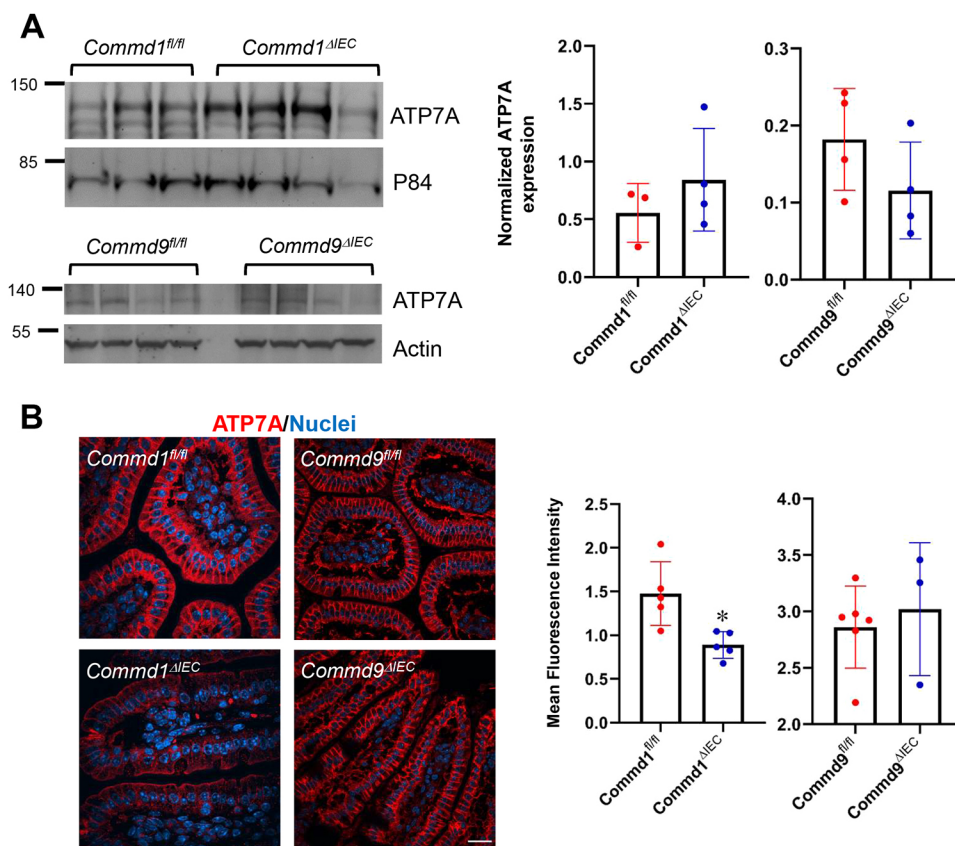 A
Commd1fl/fl
Commd1ΔIEC
150
ATP7A
85
P84
Commd9fl/fl
Commd9ΔIEC
140
ATP7A
55
Actin
Normalized ATP7A
expression
2.0
1.5
1.0
0.5
0.0
Commd1fl/fl
Commd1ΔIEC
0.3
0.2
0.1
0.0
Commd9fl/fl
Commd9ΔIEC
B
ATP7A/Nuclei
Commd1fl/fl
Commd9fl/fl
Commd1ΔIEC
Commd9ΔIEC
Mean Fluorescence Intensity
2.5
2.0
1.5
1.0
0.5
0.0
*
Commd1fl/fl
Commd1ΔIEC
4.0
3.5
3.0
2.5
2.0
Commd9fl/fl
Commd9ΔIEC